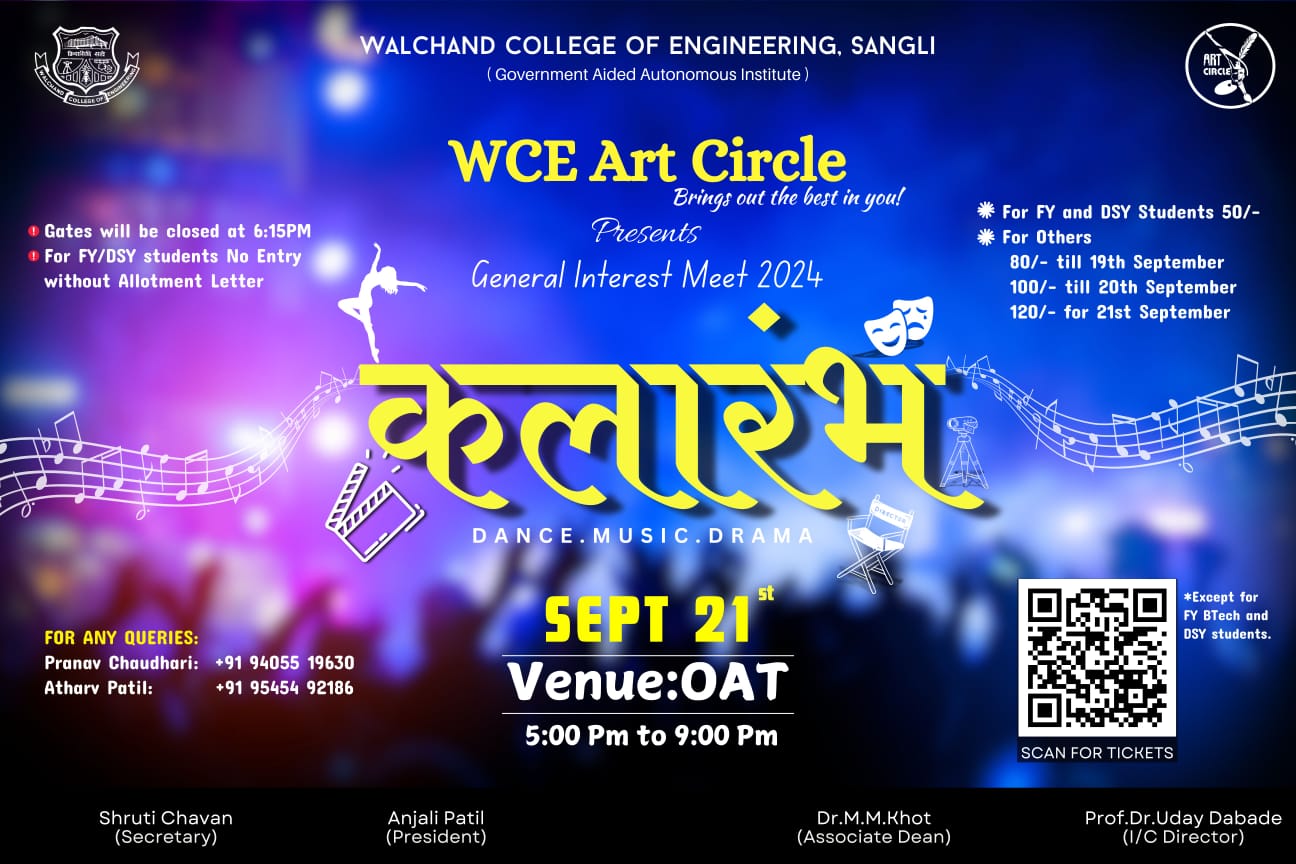 WALCHAND COLLEGE OF ENGINEERING, SANGLI
( Government Aided Autonomous Institute )
WALCHAND COLLEGE OF ENGINEERING
ART
CIRCLE
WCE Art Circle
Brings out the best in you!
Presents
General Interest Meet 2024
Gates will be closed at 6:15PM
For FY/DSY students No Entry
without Allotment Letter
For FY and DSY Students 50/-
For Others
80/- till 19th September
100/- till 20th September
120/- for 21st September
कलारंभ
DIRECTOR
DANCE.MUSIC.DRAMA
SEPT 21st
Venue:OAT
5:00 Pm to 9:00 Pm
FOR ANY QUERIES:
Pranav Chaudhari: +91 94055 19630
Atharv Patil: +91 95454 92186
*Except for
FY BTech and
DSY students.
SCAN FOR TICKETS
Shruti Chavan
(Secretary)
Anjali Patil
(President)
Dr.M.M.Khot
(Associate Dean)
Prof.Dr.Uday Dabade
(I/C Director)